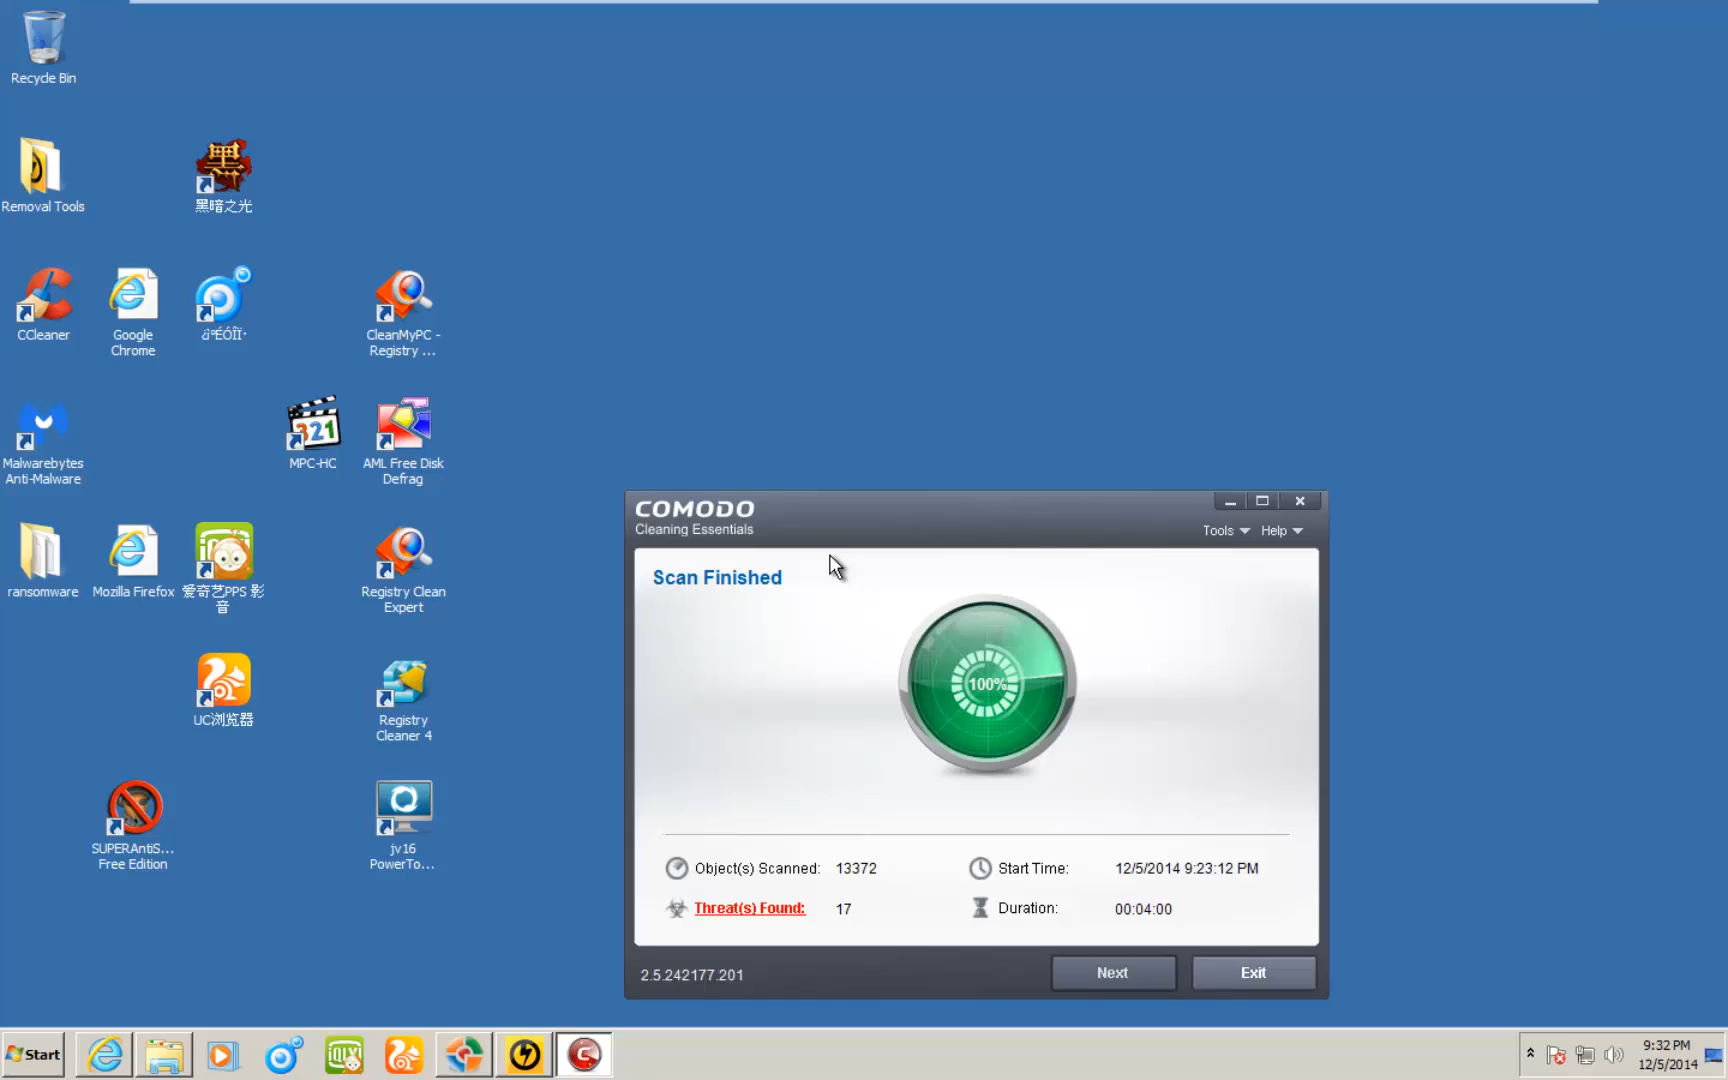 Recycle Bin
Removal Tools
黑暗之光
CCleaner
Google
Chrome
CleanMyPC -
Registry ...
321
MPC-HC
Malwarebytes
Anti-Malware
AML Free Disk
Defrag
ransomware
Mozilla Firefox
爱奇艺PPS 影
音
Registry Clean
Expert
UC浏览器
Registry
Cleaner 4
SUPERAntiS...
Free Edition
jv16
PowerTo...
COMODO
Cleaning Essentials
Tools
Help
Scan Finished
100%
Object(s) Scanned: 13372
Start Time: 12/5/2014 9:23:12 PM
Threat(s) Found: 17
Duration: 00:04:00
2.5.242177.201
Next
Exit
Start
iQIYI
9:32 PM
12/5/2014